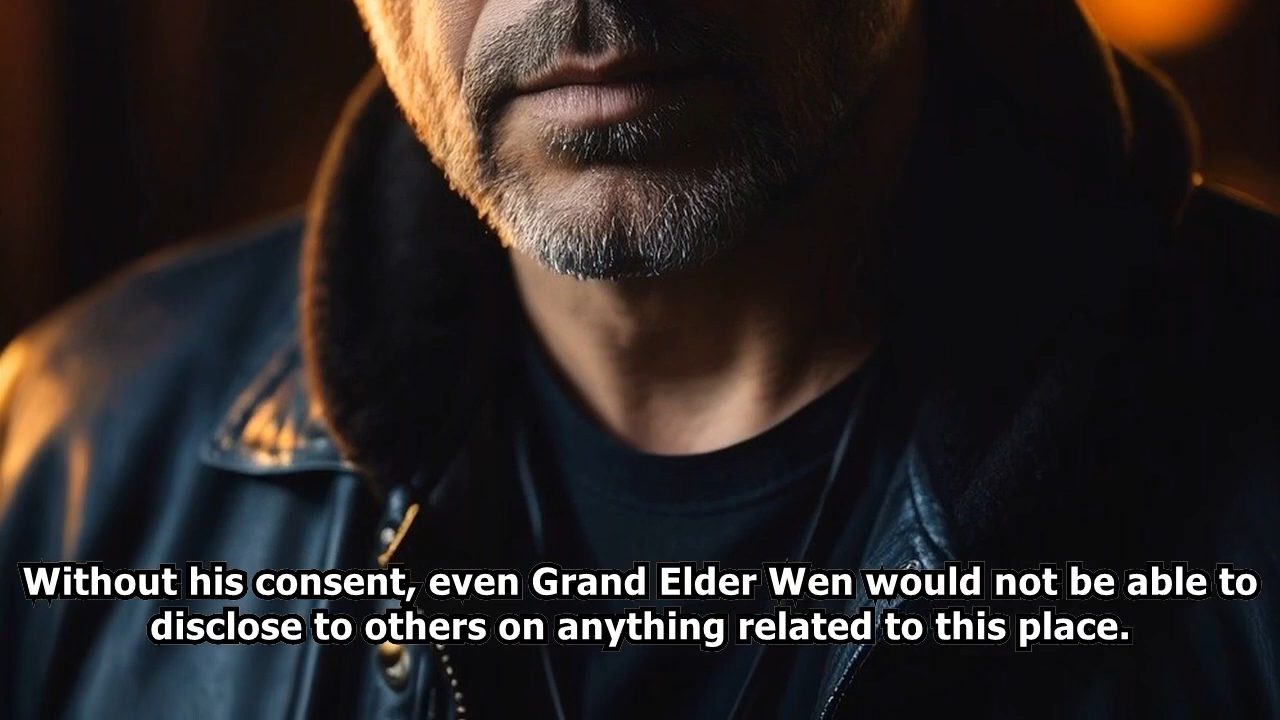 Without his consent, even Grand Elder Wen would not be able to
disclose to others on anything related to this place.